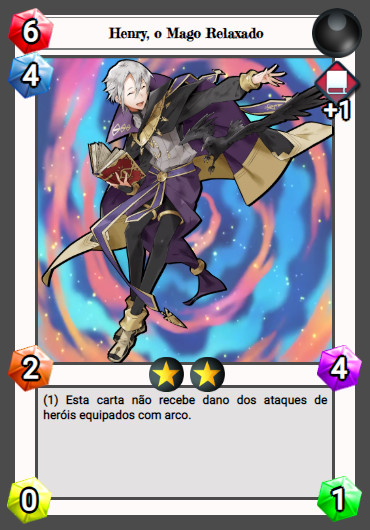 6
Henry, o Mago Relaxado
4
+1
2
4
(1) Esta carta não recebe dano dos ataques de
heróis equipados com arco.
0
1